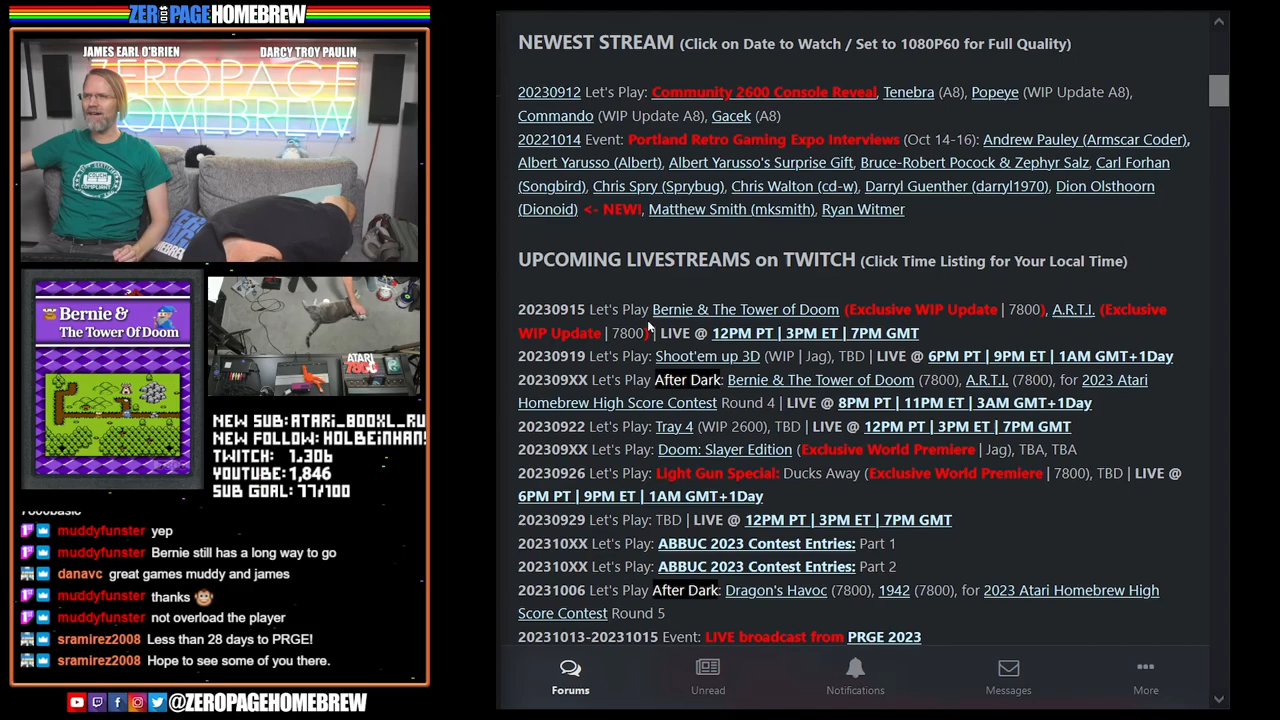 ZEROPAGE HOMEBREW
JAMES EARL O'BRIEN
DARCY TROY PAULIN
ZEROPAGE
HOMEBREW
Bernie &
The Tower Of Doom
ATARI
7800
NEW SUB:ATARI_800XL_RU
NEW FOLLOW:HOLBEINHAN
TWITCH: 1,306
YOUTUBE: 1,846
SUB GOAL: 77/100
7800basic
muddyfunster yep
muddyfunster Bernie still has a long way to go
danavc great games muddy and james
muddyfunster thanks
muddyfunster not overload the player
sramirez2008 Less than 28 days to PRGE!
sramirez2008 Hope to see some of you there.
@ZEROPAGEHOMEBREW
NEWEST STREAM (Click on Date to Watch / Set to 1080P60 for Full Quality)
20230912 Let's Play: Community 2600 Console Reveal, Tenebra (A8), Popeye (WIP Update A8),
Commando (WIP Update A8), Gacek (A8)
20221014 Event: Portland Retro Gaming Expo Interviews (Oct 14-16): Andrew Pauley (Armscar Coder),
Albert Yarusso (Albert), Albert Yarusso's Surprise Gift, Bruce-Robert Pocock & Zephyr Salz, Carl Forhan
(Songbird), Chris Spry (Sprybug), Chris Walton (cd-w), Darryl Guenther (darryl1970), Dion Olsthoorn
(Dionoid) <- NEW!, Matthew Smith (mksmith), Ryan Witmer
UPCOMING LIVESTREAMS on TWITCH (Click Time Listing for Your Local Time)
20230915 Let's Play Bernie & The Tower of Doom (Exclusive WIP Update | 7800), A.R.T.I. (Exclusive
WIP Update | 7800) | LIVE @ 12PM PT | 3PM ET | 7PM GMT
20230919 Let's Play: Shoot'em up 3D (WIP | Jag), TBD | LIVE @ 6PM PT | 9PM ET | 1AM GMT+1Day
202309XX Let's Play After Dark: Bernie & The Tower of Doom (7800), A.R.T.I. (7800), for 2023 Atari
Homebrew High Score Contest Round 4 | LIVE @ 8PM PT | 11PM ET | 3AM GMT+1Day
20230922 Let's Play: Tray 4 (WIP 2600), TBD | LIVE @ 12PM PT | 3PM ET | 7PM GMT
202309XX Let's Play: Doom: Slayer Edition (Exclusive World Premiere | Jag), TBA, TBA
20230926 Let's Play: Light Gun Special: Ducks Away (Exclusive World Premiere | 7800), TBD | LIVE @
6PM PT | 9PM ET | 1AM GMT+1Day
20230929 Let's Play: TBD | LIVE @ 12PM PT | 3PM ET | 7PM GMT
202310XX Let's Play: ABBUC 2023 Contest Entries: Part 1
202310XX Let's Play: ABBUC 2023 Contest Entries: Part 2
20231006 Let's Play After Dark: Dragon's Havoc (7800), 1942 (7800), for 2023 Atari Homebrew High
Score Contest Round 5
20231013-20231015 Event: LIVE broadcast from PRGE 2023
Forums
Unread
Notifications
Messages
More